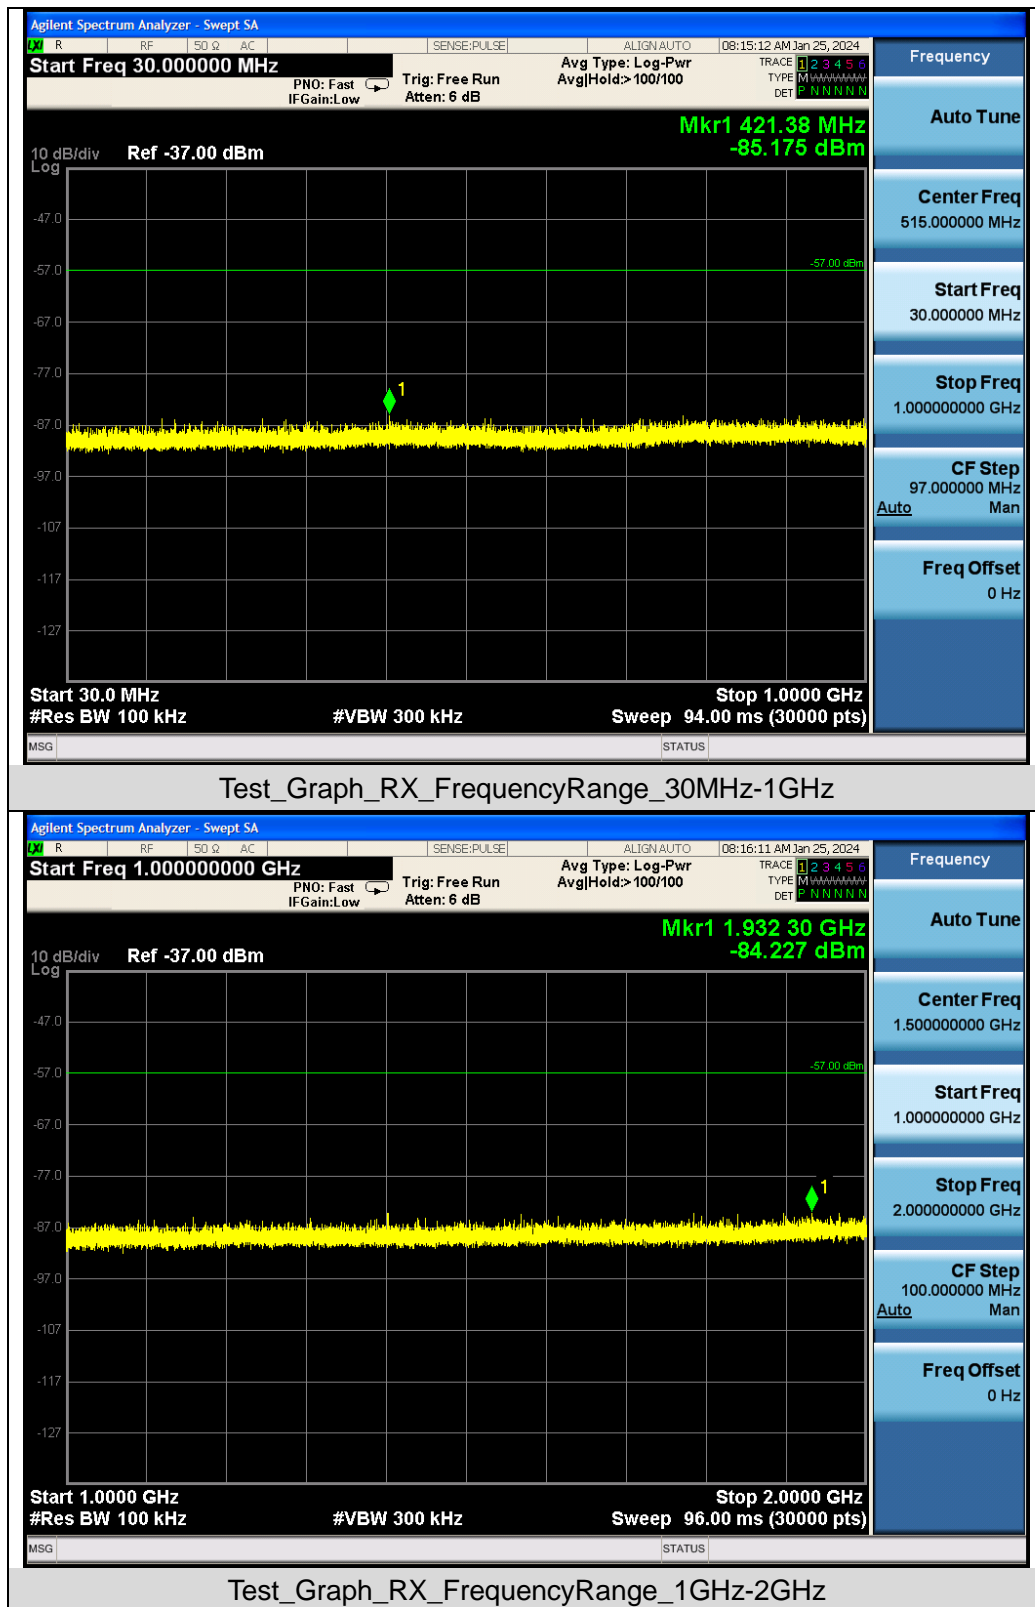 Agilent Spectrum Analyzer - Swept SA
LXI R RF 50 Ω AC SENSE:PULSE ALIGN AUTO 08:15:12 AM Jan 25, 2024
Start Freq 30.000000 MHz
PNO: Fast
IFGain:Low
Trig: Free Run
Atten: 6 dB
Avg Type: Log-Pwr
Avg|Hold:>100/100
TRACE 1 2 3 4 5 6
TYPE M
DET P N N N N N
Mkr1 421.38 MHz
-85.175 dBm
10 dB/div Ref -37.00 dBm
Log
-47.0
-57.0
-57.00 dBm
-67.0
-77.0
1
-87.0
-97.0
-107
-117
-127
Start 30.0 MHz Stop 1.0000 GHz
#Res BW 100 kHz #VBW 300 kHz Sweep 94.00 ms (30000 pts)
MSG STATUS
Frequency
Auto Tune
Center Freq
515.000000 MHz
Start Freq
30.000000 MHz
Stop Freq
1.000000000 GHz
CF Step
97.000000 MHz
Auto Man
Freq Offset
0 Hz
Test_Graph_RX_FrequencyRange_30MHz-1GHz
Agilent Spectrum Analyzer - Swept SA
LXI R RF 50 Ω AC SENSE:PULSE ALIGN AUTO 08:16:11 AM Jan 25, 2024
Start Freq 1.000000000 GHz
PNO: Fast
IFGain:Low
Trig: Free Run
Atten: 6 dB
Avg Type: Log-Pwr
Avg|Hold:>100/100
TRACE 1 2 3 4 5 6
TYPE M
DET P N N N N N
Mkr1 1.932 30 GHz
-84.227 dBm
10 dB/div Ref -37.00 dBm
Log
-47.0
-57.0
-57.00 dBm
-67.0
-77.0
1
-87.0
-97.0
-107
-117
-127
Start 1.0000 GHz Stop 2.0000 GHz
#Res BW 100 kHz #VBW 300 kHz Sweep 96.00 ms (30000 pts)
MSG STATUS
Frequency
Auto Tune
Center Freq
1.500000000 GHz
Start Freq
1.000000000 GHz
Stop Freq
2.000000000 GHz
CF Step
100.000000 MHz
Auto Man
Freq Offset
0 Hz
Test_Graph_RX_FrequencyRange_1GHz-2GHz